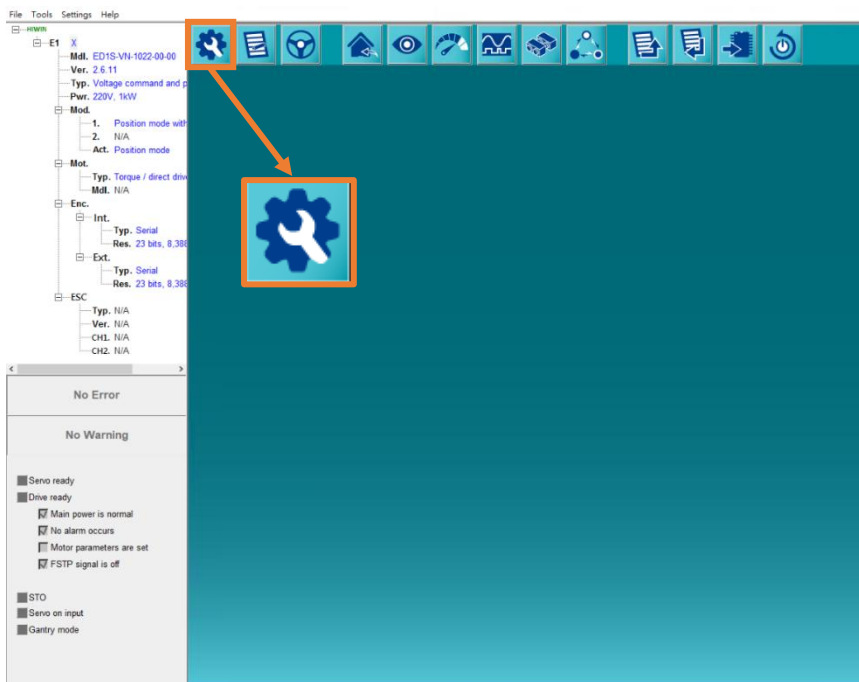 File Tools Settings Help
HIWIN
E1 X
Mdl. ED1S-VN-1022-00-00
Ver. 2.6.11
Typ. Voltage command and p
Pwr. 220V, 1kW
Mod.
1. Position mode with
2. N/A
Act. Position mode
Mot.
Typ. Torque / direct drive
Mdl. N/A
Enc.
Int.
Typ. Serial
Res. 23 bits, 8,388
Ext.
Typ. Serial
Res. 23 bits, 8,388
ESC
Typ. N/A
Ver. N/A
CH1. N/A
CH2. N/A
No Error
No Warning
Servo ready
Drive ready
Main power is normal
No alarm occurs
Motor parameters are set
FSTP signal is off
STO
Servo on input
Gantry mode